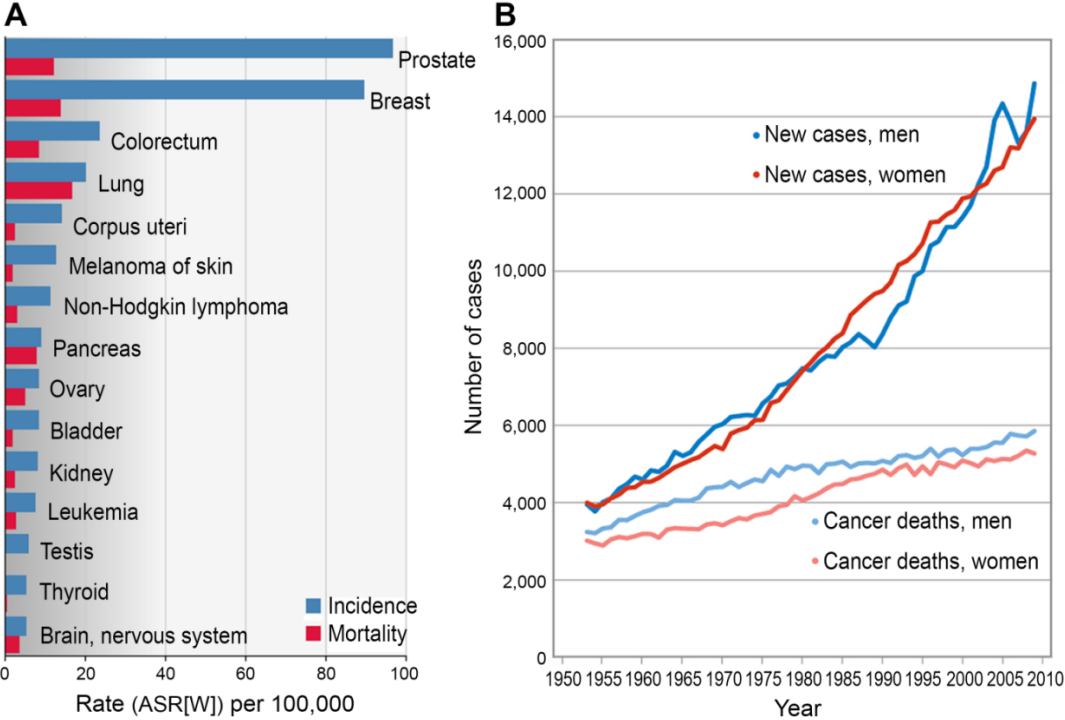 A
Prostate
Breast
Colorectum
Lung
Corpus uteri
Melanoma of skin
Non-Hodgkin lymphoma
Pancreas
Ovary
Bladder
Kidney
Leukemia
Testis
Thyroid
Brain, nervous system
Incidence
Mortality
0 20 40 60 80 100
Rate (ASR[W]) per 100,000
B
Number of cases
16,000
14,000
12,000
10,000
8,000
6,000
4,000
2,000
0
New cases, men
New cases, women
Cancer deaths, men
Cancer deaths, women
1950 1955 1960 1965 1970 1975 1980 1985 1990 1995 2000 2005 2010
Year